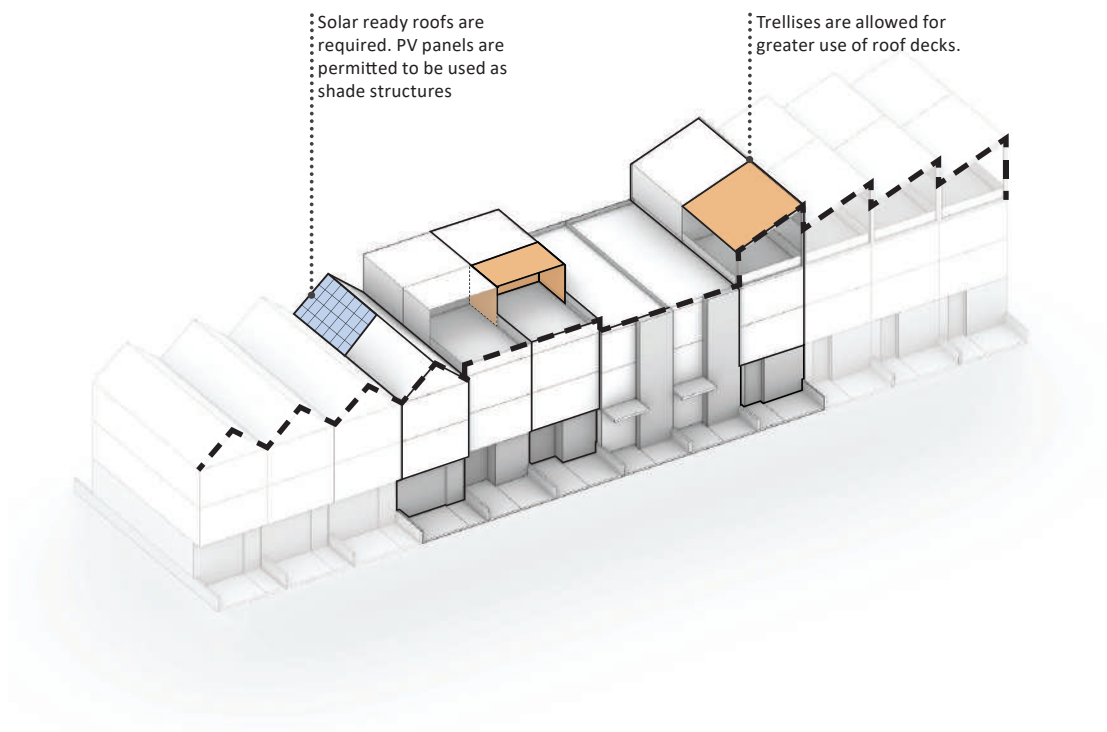 Solar ready roofs are
required. PV panels are
permitted to be used as
shade structures
Trellises are allowed for
greater use of roof decks.